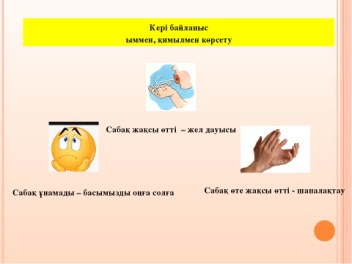 Кері байланыс
ыммен, қимылмен көрсету
Сабақ жақсы өтті – жел дауысы
Сабақ ұнамады – басымызды оңға солға
Сабақ өте жақсы өтті - шапалақтау